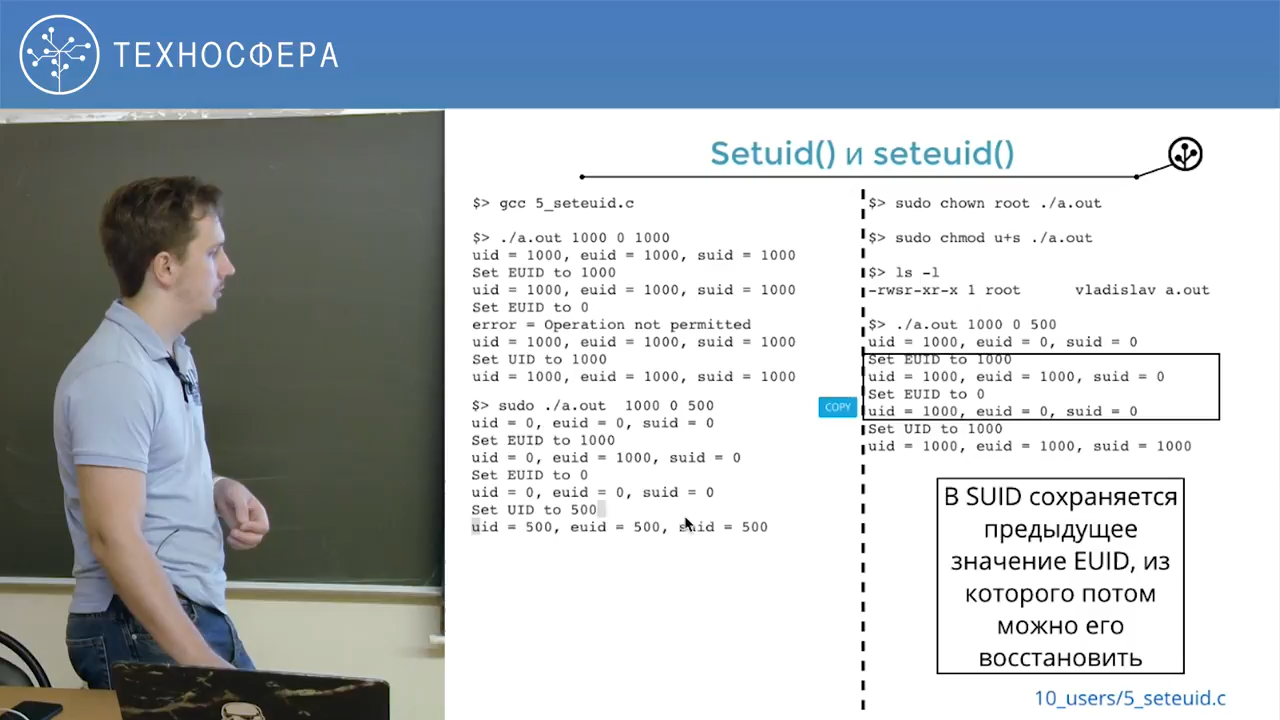 ТЕХНОСФЕРА
Setuid() и seteuid()
$> gcc 5_seteuid.c
$> ./a.out 1000 0 1000
uid = 1000, euid = 1000, suid = 1000
Set EUID to 1000
uid = 1000, euid = 1000, suid = 1000
Set EUID to 0
error = Operation not permitted
uid = 1000, euid = 1000, suid = 1000
Set UID to 1000
uid = 1000, euid = 1000, suid = 1000
$> sudo ./a.out 1000 0 500
uid = 0, euid = 0, suid = 0
Set EUID to 1000
uid = 0, euid = 1000, suid = 0
Set EUID to 0
uid = 0, euid = 0, suid = 0
Set UID to 500
uid = 500, euid = 500, suid = 500
$> sudo chown root ./a.out
$> sudo chmod u+s ./a.out
$> ls -l
-rwsr-xr-x 1 root vladislav a.out
$> ./a.out 1000 0 500
uid = 1000, euid = 0, suid = 0
Set EUID to 1000
uid = 1000, euid = 1000, suid = 0
Set EUID to 0
uid = 1000, euid = 0, suid = 0
Set UID to 1000
uid = 1000, euid = 1000, suid = 1000
COPY
В SUID сохраняется
предыдущее
значение EUID, из
которого потом
можно его
восстановить
10_users/5_seteuid.c